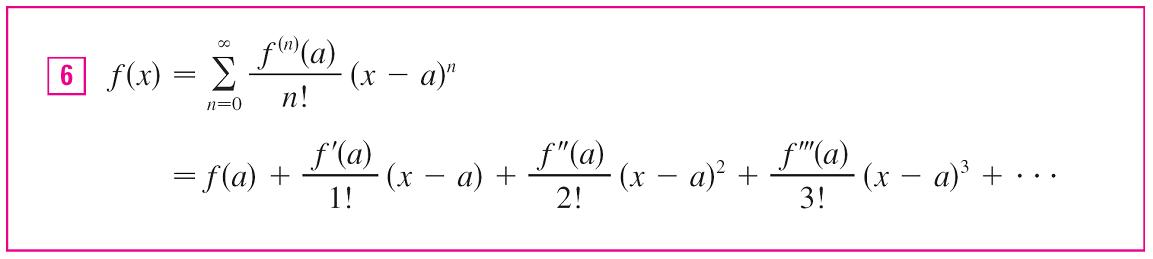 6 f(x) = ∞∑n=0 f⁽ⁿ⁾(a)/n! (x − a)ⁿ
= f(a) + f′(a)/1! (x − a) + f″(a)/2! (x − a)² + f‴(a)/3! (x − a)³ + · · ·